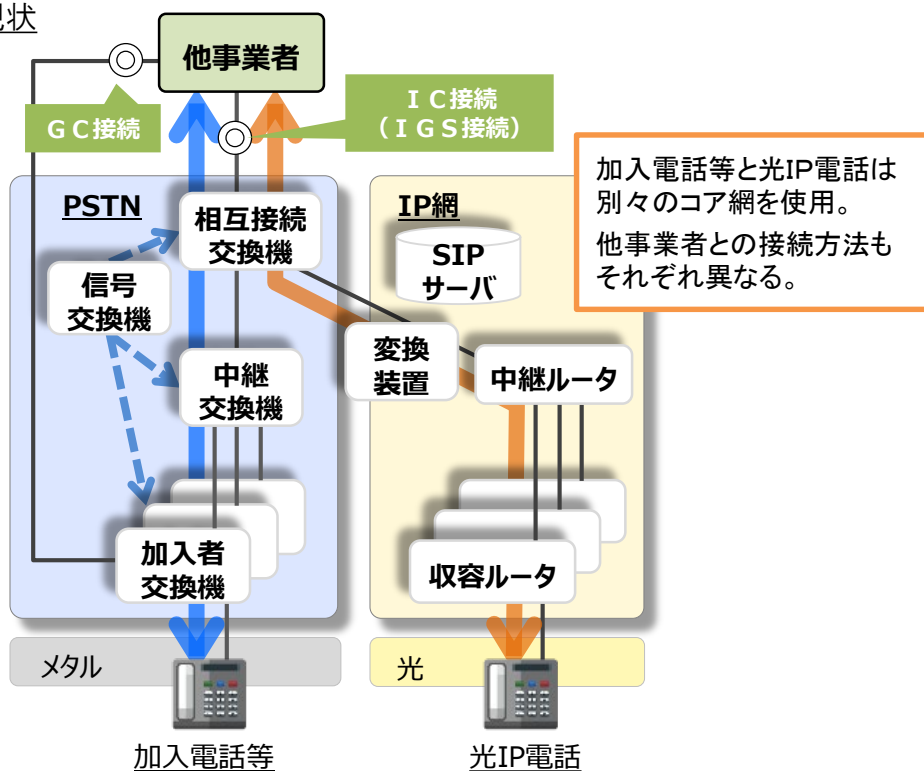 現状
他事業者
GC接続
IC接続
（IGS接続）
加入電話等と光IP電話は
別々のコア網を使用。
他事業者との接続方法も
それぞれ異なる。
PSTN
相互接続
交換機
信号
交換機
中継
交換機
加入者
交換機
IP網
SIP
サーバ
変換
装置
中継ルータ
収容ルータ
メタル
光
加入電話等
光IP電話